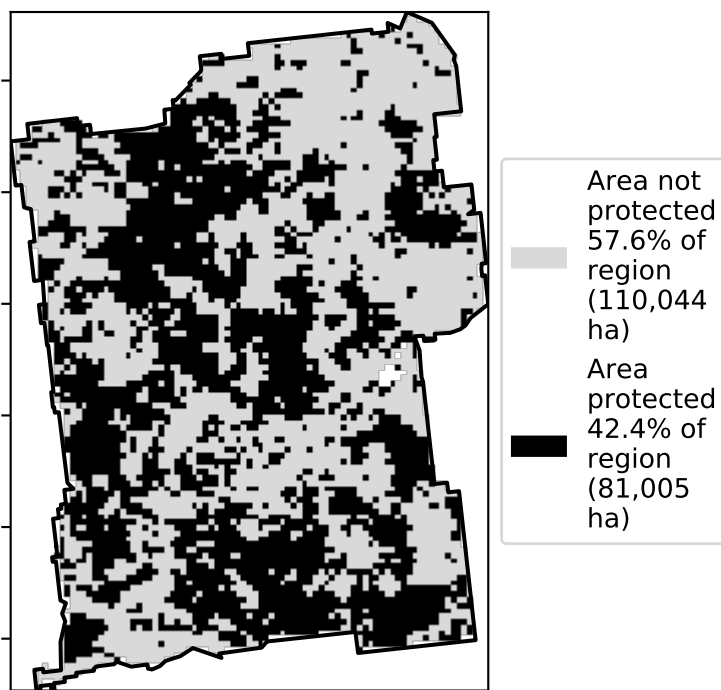 Area not
protected
57.6% of
region
(110,044
ha)
Area
protected
42.4% of
region
(81,005
ha)